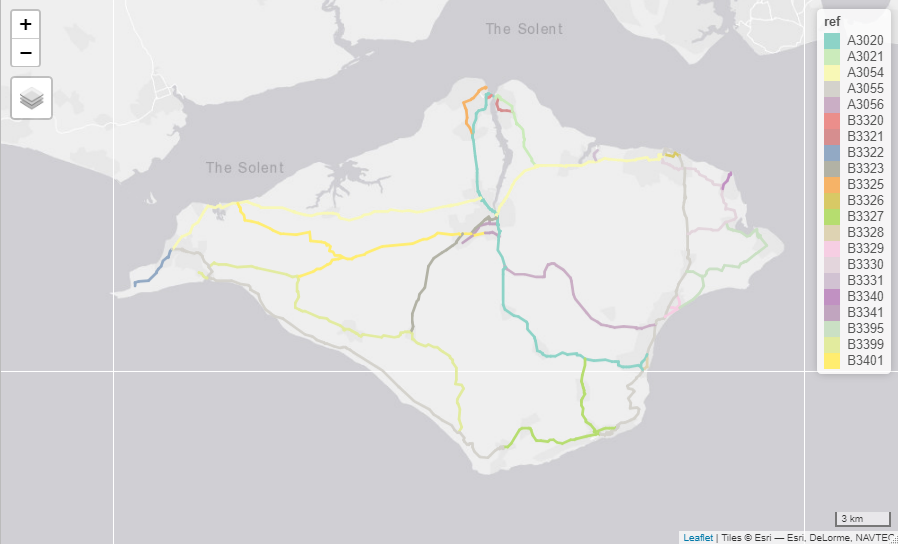 +
−
The Solent
The Solent
ref
A3020
A3021
A3054
A3055
A3056
B3320
B3321
B3322
B3323
B3325
B3326
B3327
B3328
B3329
B3330
B3331
B3340
B3341
B3395
B3399
B3401
3 km
Leaflet | Tiles © Esri — Esri, DeLorme, NAVTEQ